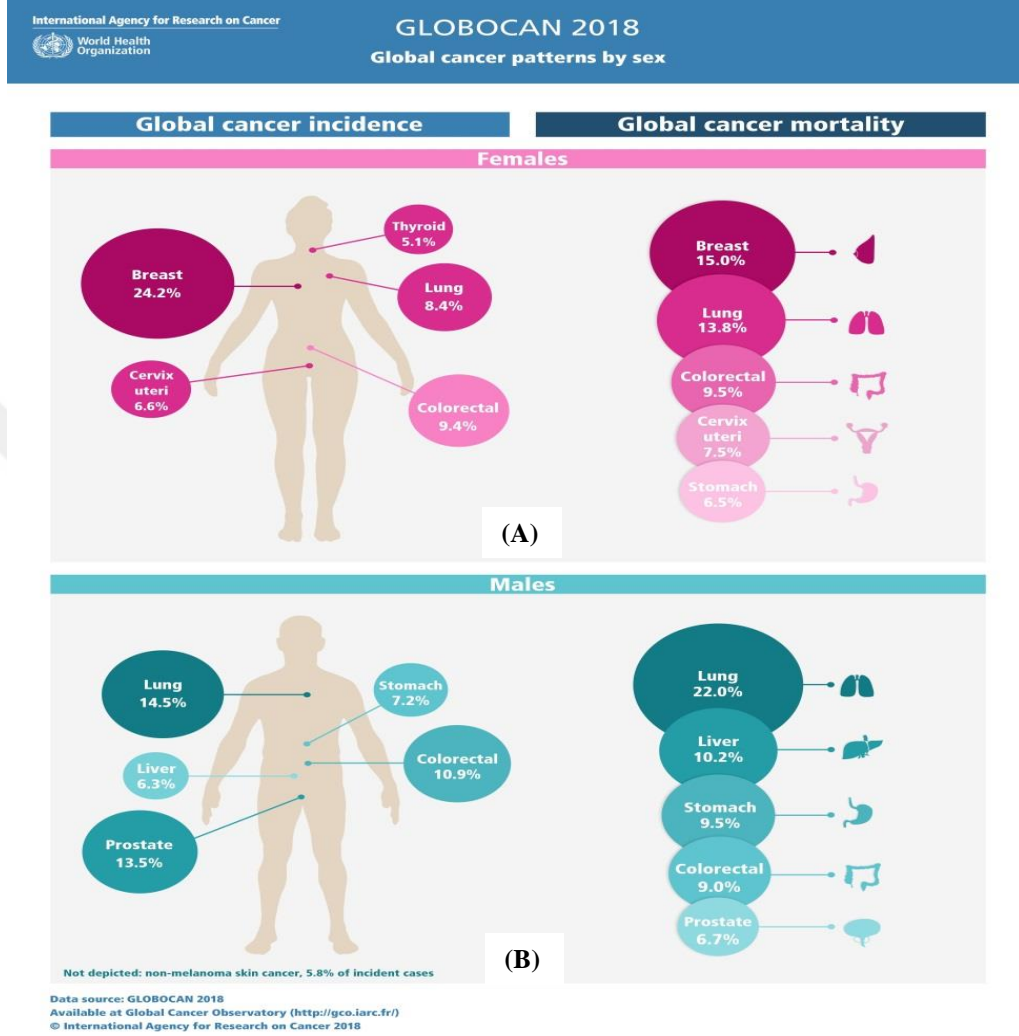 International Agency for Research on Cancer
World Health
Organization
GLOBOCAN 2018
Global cancer patterns by sex
Global cancer incidence
Global cancer mortality
Females
Thyroid
5.1%
Breast
24.2%
Lung
8.4%
Cervix
uteri
6.6%
Colorectal
9.4%
Breast
15.0%
Lung
13.8%
Colorectal
9.5%
Cervix
uteri
7.5%
Stomach
6.5%
(A)
Males
Lung
14.5%
Stomach
7.2%
Liver
6.3%
Colorectal
10.9%
Prostate
13.5%
Lung
22.0%
Liver
10.2%
Stomach
9.5%
Colorectal
9.0%
Prostate
6.7%
(B)
Not depicted: non-melanoma skin cancer, 5.8% of incident cases
Data source: GLOBOCAN 2018
Available at Global Cancer Observatory (http://gco.iarc.fr/)
© International Agency for Research on Cancer 2018